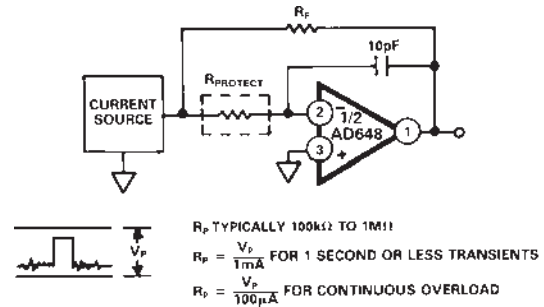 RF
10pF
RPROTECT
CURRENT
SOURCE
2
1/2
AD648
1
3
+
VP
RP TYPICALLY 100kΩ TO 1MΩ
RP = VP/1mA FOR 1 SECOND OR LESS TRANSIENTS
RP = VP/100μA FOR CONTINUOUS OVERLOAD